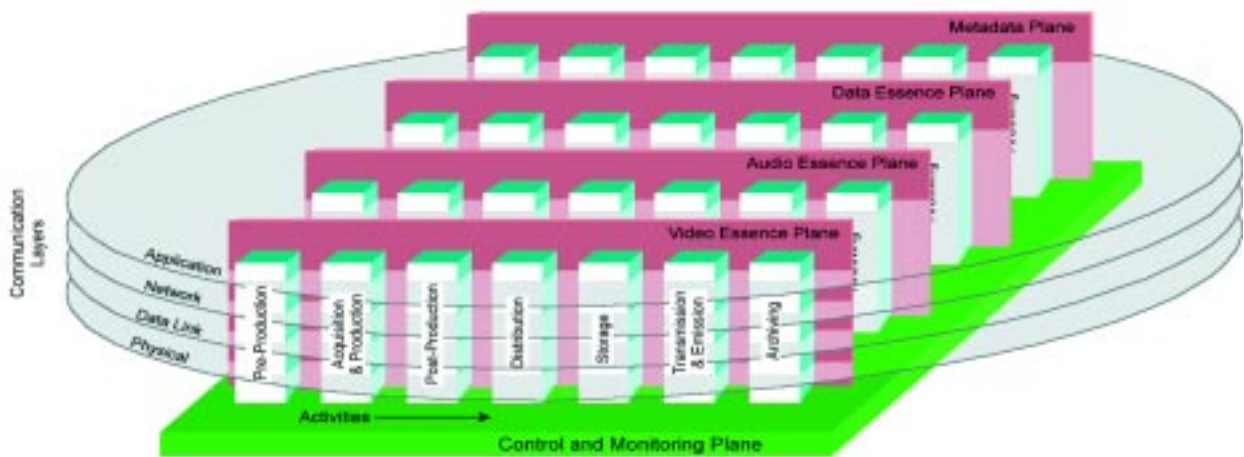 Metadata Plane
Data Essence Plane
Audio Essence Plane
Video Essence Plane
Communication
Layers
Application
Network
Data Link
Physical
Pre-Production
Acquisition
& Production
Post-Production
Distribution
Storage
Transmission
& Emission
Archiving
Activities
Control and Monitoring Plane